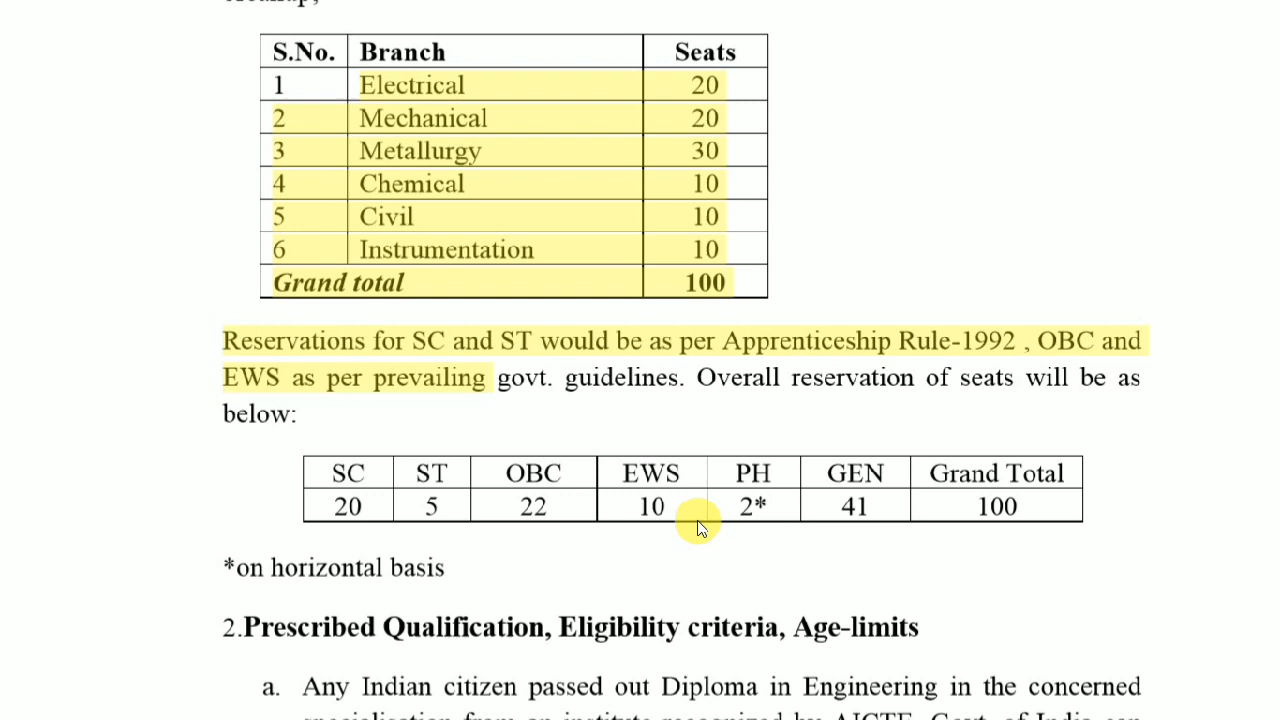 S.No. Branch Seats
1 Electrical 20
2 Mechanical 20
3 Metallurgy 30
4 Chemical 10
5 Civil 10
6 Instrumentation 10
Grand total 100
Reservations for SC and ST would be as per Apprenticeship Rule-1992 , OBC and
EWS as per prevailing govt. guidelines. Overall reservation of seats will be as
below:
SC ST OBC EWS PH GEN Grand Total
20 5 22 10 2* 41 100
*on horizontal basis
2.Prescribed Qualification, Eligibility criteria, Age-limits
a. Any Indian citizen passed out Diploma in Engineering in the concerned